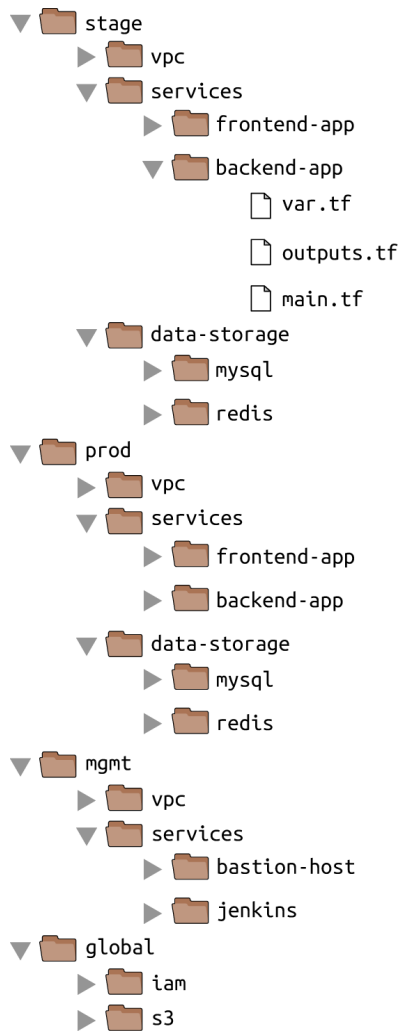 stage
vpc
services
frontend-app
backend-app
var.tf
outputs.tf
main.tf
data-storage
mysql
redis
prod
vpc
services
frontend-app
backend-app
data-storage
mysql
redis
mgmt
vpc
services
bastion-host
jenkins
global
iam
s3